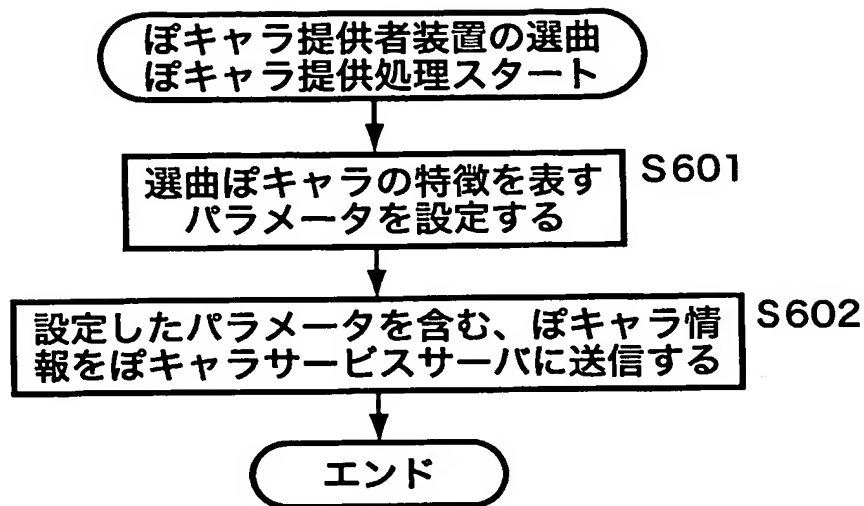 ぽキャラ提供者装置の選曲
ぽキャラ提供処理スタート
選曲ぽキャラの特徴を表す
パラメータを設定する
S601
設定したパラメータを含む、ぽキャラ情
報をぽキャラサービスサーバに送信する
S602
エンド